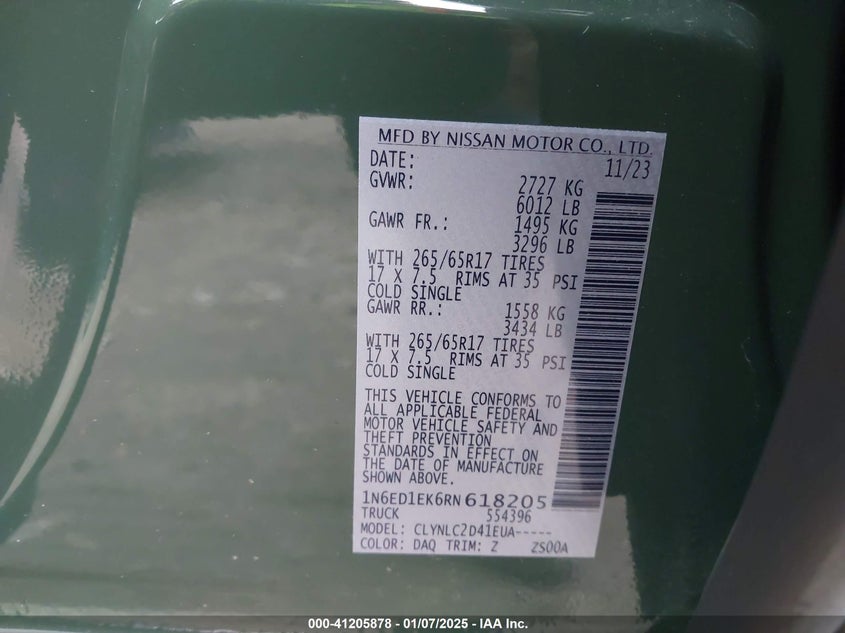 MFD BY NISSAN MOTOR CO., LTD.
DATE: 11/23
GVWR: 2727 KG
6012 LB
GAWR FR.: 1495 KG
3296 LB
WITH 265/65R17 TIRES
17 X 7.5 RIMS AT 35 PSI
COLD SINGLE
GAWR RR.: 1558 KG
3434 LB
WITH 265/65R17 TIRES
17 X 7.5 RIMS AT 35 PSI
COLD SINGLE
THIS VEHICLE CONFORMS TO
ALL APPLICABLE FEDERAL
MOTOR VEHICLE SAFETY AND
THEFT PREVENTION
STANDARDS IN EFFECT ON
THE DATE OF MANUFACTURE
SHOWN ABOVE.
1N6ED1EK6RN618205
TRUCK 554396
MODEL: CLYNLC2D41EUA-----
COLOR: DAQ TRIM: Z ZS00A
000-41205878 - 01/07/2025 - IAA Inc.